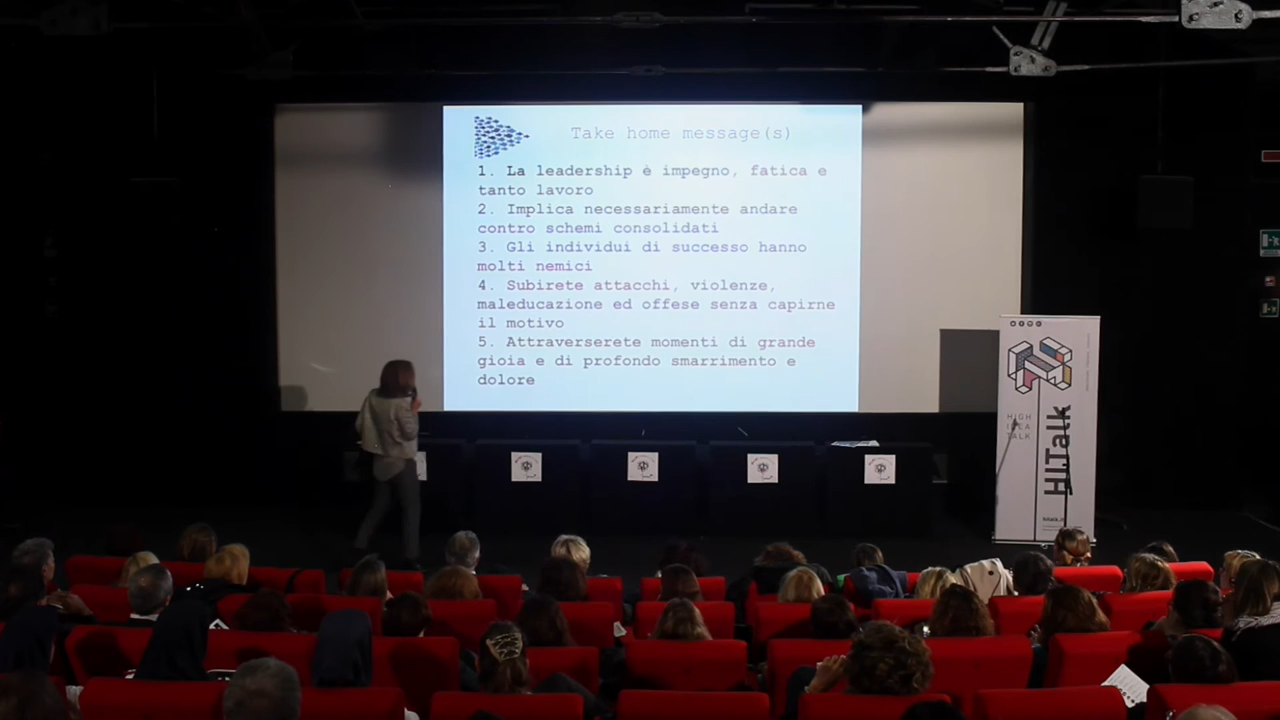 Take home message(s)
1. La leadership è impegno, fatica e
tanto lavoro
2. Implica necessariamente andare
contro schemi consolidati
3. Gli individui di successo hanno
molti nemici
4. Subirete attacchi, violenze,
maleducazione ed offese senza capirne
il motivo
5. Attraverserete momenti di grande
gioia e di profondo smarrimento e
dolore
HIGH
IDEA
TALK
HITalk